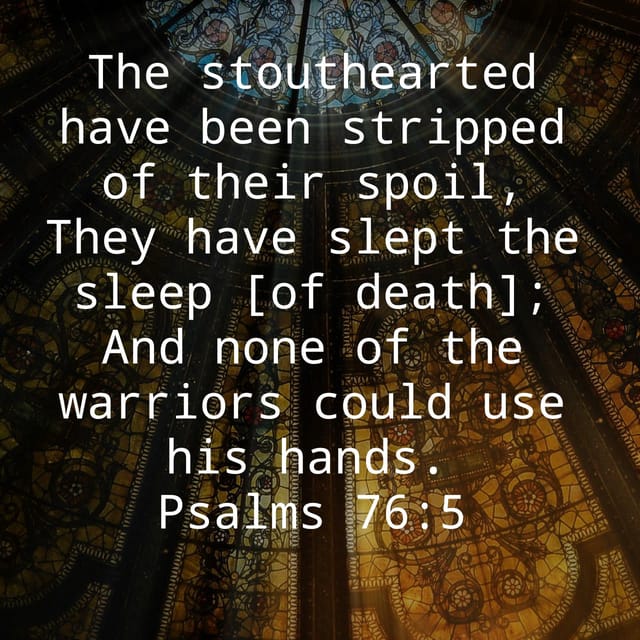 The stouthearted
have been stripped
of their spoil,
They have slept the
sleep [of death];
And none of the
warriors could use
his hands.
Psalms 76:5